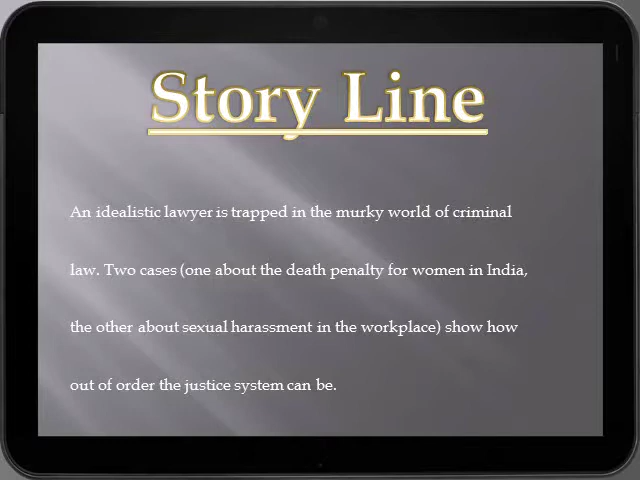 Story Line
An idealistic lawyer is trapped in the murky world of criminal
law. Two cases (one about the death penalty for women in India,
the other about sexual harassment in the workplace) show how
out of order the justice system can be.